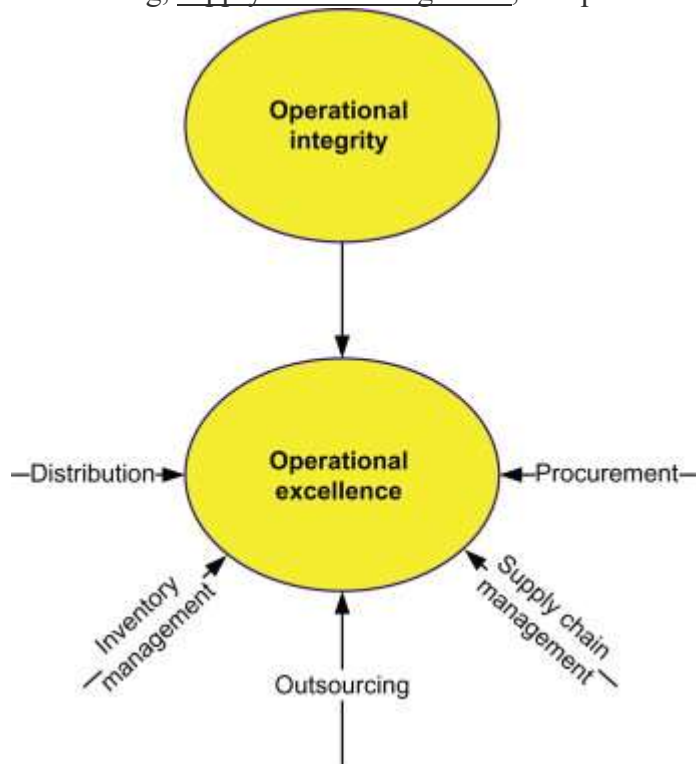 Operational
integrity
Distribution
Operational
excellence
Procurement
Inventory
management
Outsourcing
Supply chain
management